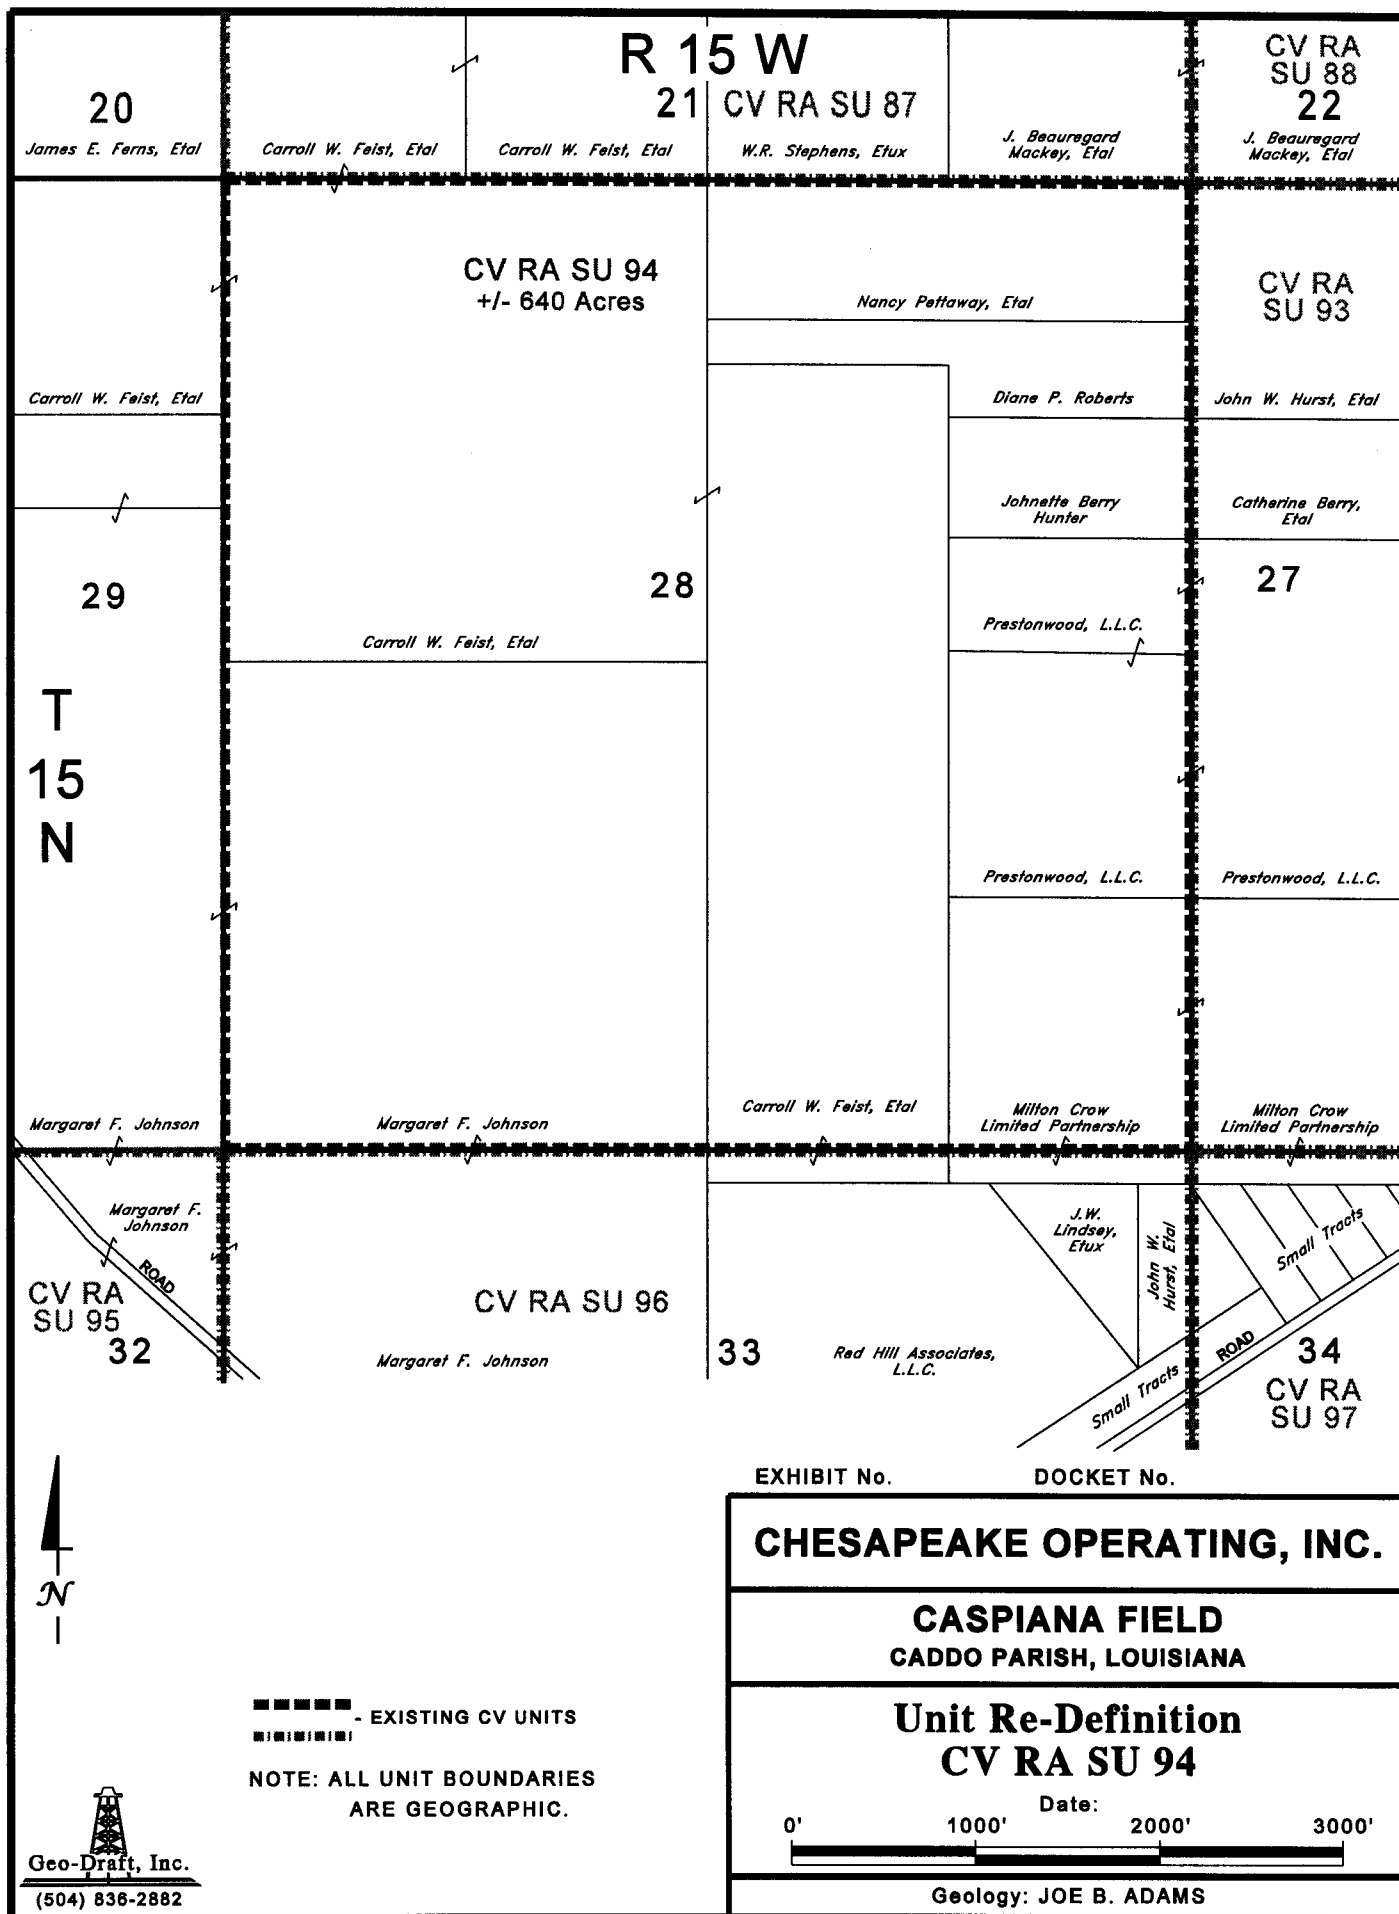 R 15 W
CV RA
SU 88
20
21 CV RA SU 87
22
James E. Ferns, Etal
Carroll W. Feist, Etal
Carroll W. Feist, Etal
W.R. Stephens, Etux
J. Beauregard
Mackey, Etal
J. Beauregard
Mackey, Etal
CV RA SU 94
+/- 640 Acres
Nancy Pettaway, Etal
CV RA
SU 93
Carroll W. Feist, Etal
Diane P. Roberts
John W. Hurst, Etal
Johnette Berry
Hunter
Catherine Berry,
Etal
29
28
27
Carroll W. Feist, Etal
Prestonwood, L.L.C.
T
15
N
Prestonwood, L.L.C.
Prestonwood, L.L.C.
Margaret F. Johnson
Margaret F. Johnson
Carroll W. Feist, Etal
Milton Crow
Limited Partnership
Milton Crow
Limited Partnership
Margaret F.
Johnson
ROAD
CV RA
SU 95
32
CV RA SU 96
Margaret F. Johnson
33
Red Hill Associates,
L.L.C.
J.W.
Lindsey,
Etux
John W.
Hurst, Etal
Small Tracts
Small Tracts
ROAD
34
CV RA
SU 97
N
EXHIBIT No.
DOCKET No.
CHESAPEAKE OPERATING, INC.
CASPIANA FIELD
CADDO PARISH, LOUISIANA
Unit Re-Definition
CV RA SU 94
Date:
0' 1000' 2000' 3000'
Geology: JOE B. ADAMS
- EXISTING CV UNITS
NOTE: ALL UNIT BOUNDARIES
ARE GEOGRAPHIC.
Geo-Draft, Inc.
(504) 836-2882